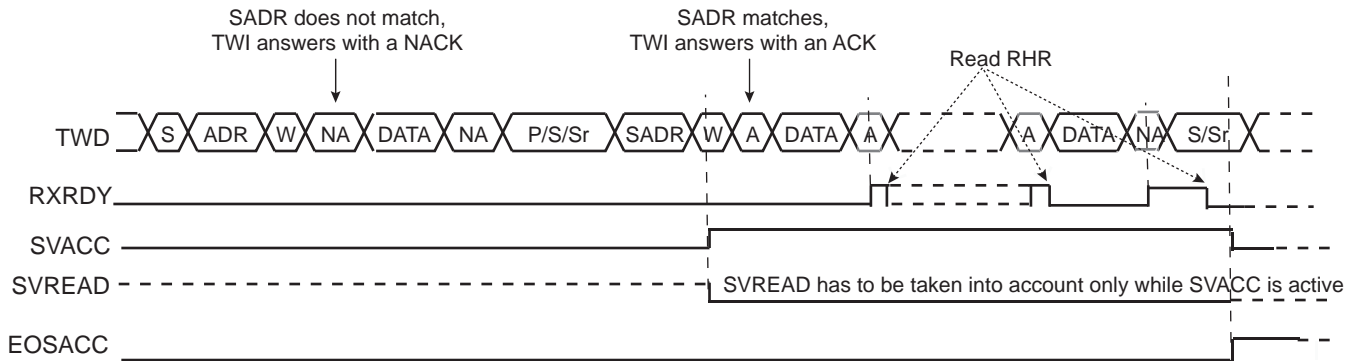 SADR does not match,
TWI answers with a NACK
SADR matches,
TWI answers with an ACK
Read RHR
TWD S ADR W NA DATA NA P/S/Sr SADR W A DATA A A DATA NA S/Sr
RXRDY
SVACC
SVREAD SVREAD has to be taken into account only while SVACC is active
EOSACC